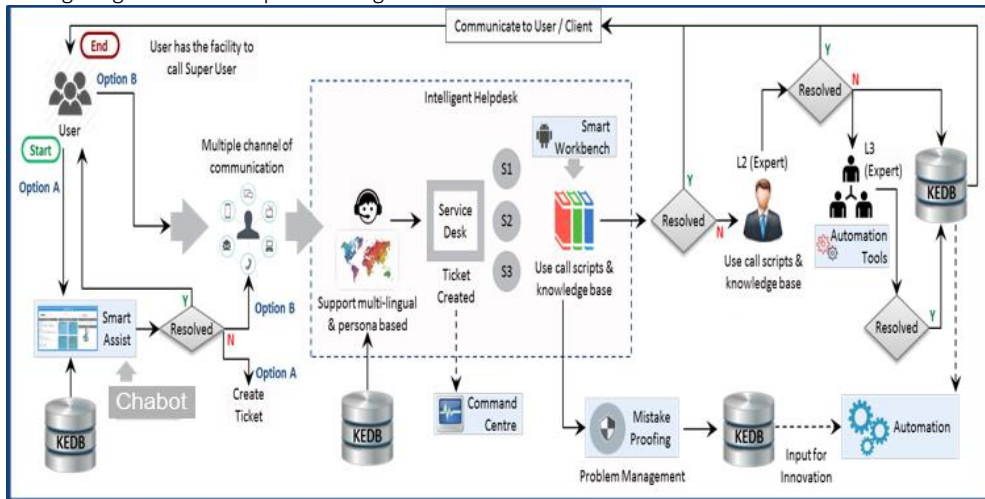 Communicate to User / Client
End
User has the facility to
call Super User
Option B
User
Start
Option A
Multiple channel of
communication
Intelligent Helpdesk
Smart
Workbench
S1
S2
S3
Service
Desk
Ticket
Created
Support multi-lingual
& persona based
Use call scripts &
knowledge base
Resolved
Y
N
L2 (Expert)
Use call scripts &
knowledge base
Resolved
Y
N
L3
(Expert)
Automation
Tools
Resolved
Y
KEDB
Smart
Assist
Resolved
Y
N
Option B
Option A
Create
Ticket
Chabot
KEDB
KEDB
Command
Centre
Mistake
Proofing
Problem Management
KEDB
Input for
Innovation
Automation